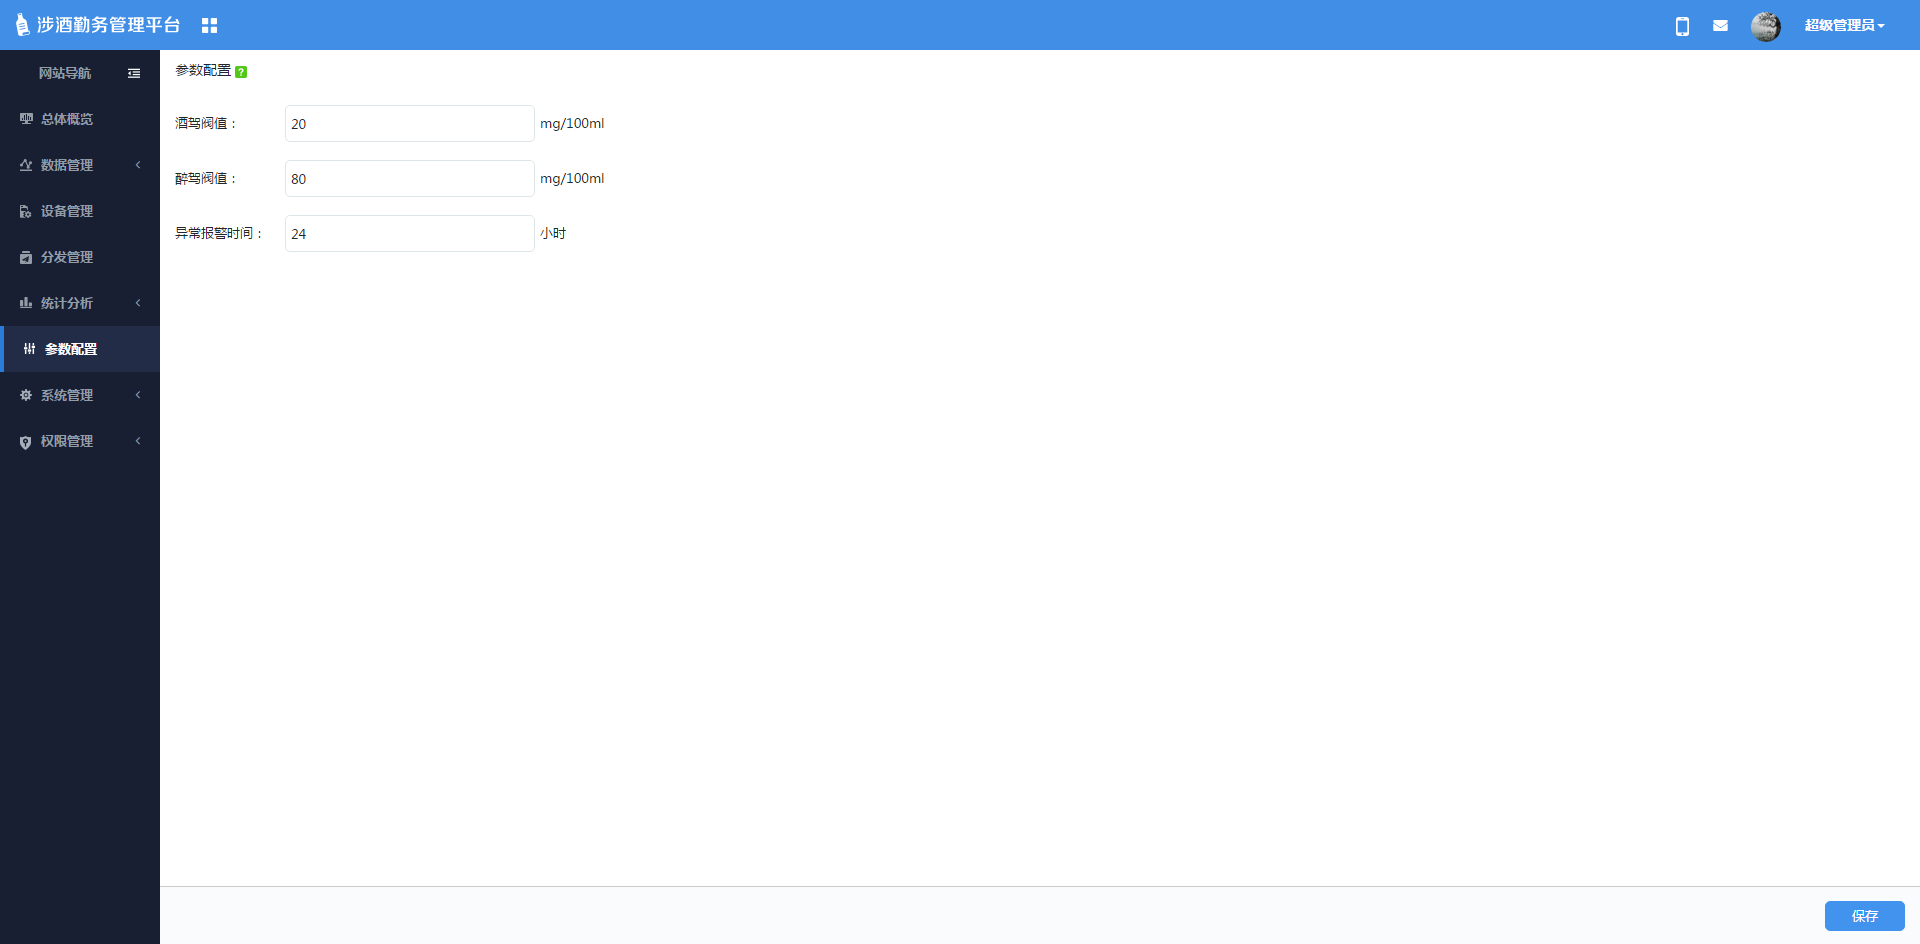 涉酒勤务管理平台
超级管理员
网站导航
总体概览
数据管理
设备管理
分发管理
统计分析
参数配置
系统管理
权限管理
参数配置 ?
酒驾阀值： 20 mg/100ml
醉驾阀值： 80 mg/100ml
异常报警时间： 24 小时
保存